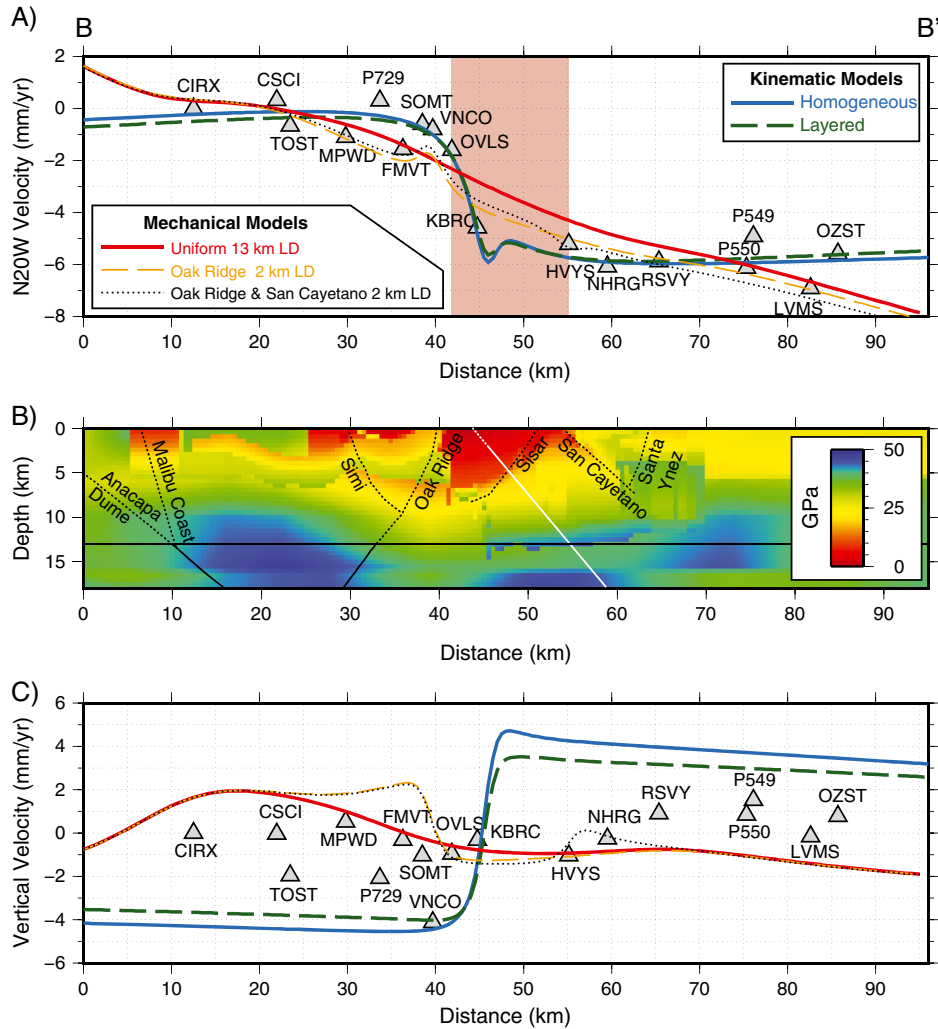 A)
B
B'
N20W Velocity (mm/yr)
2
0
−2
−4
−6
−8
CIRX
CSCI
P729
SOMT
VNCO
OVLS
TOST
MPWD
FMVT
KBRC
HVYS
NHRG
RSVY
P549
P550
OZST
LVMS
Kinematic Models
Homogeneous
Layered
Mechanical Models
Uniform 13 km LD
Oak Ridge 2 km LD
Oak Ridge & San Cayetano 2 km LD
0 10 20 30 40 50 60 70 80 90
Distance (km)
B)
Depth (km)
0
5
10
15
Anacapa
Dume
Malibu Coast
Simi
Oak Ridge
Sisar
San Cayetano
Santa
Ynez
GPa
50
25
0
0 10 20 30 40 50 60 70 80 90
Distance (km)
C)
Vertical Velocity (mm/yr)
6
4
2
0
−2
−4
−6
CIRX
CSCI
TOST
MPWD
P729
FMVT
SOMT
VNCO
OVLS
KBRC
HVYS
NHRG
RSVY
P549
P550
LVMS
OZST
0 10 20 30 40 50 60 70 80 90
Distance (km)